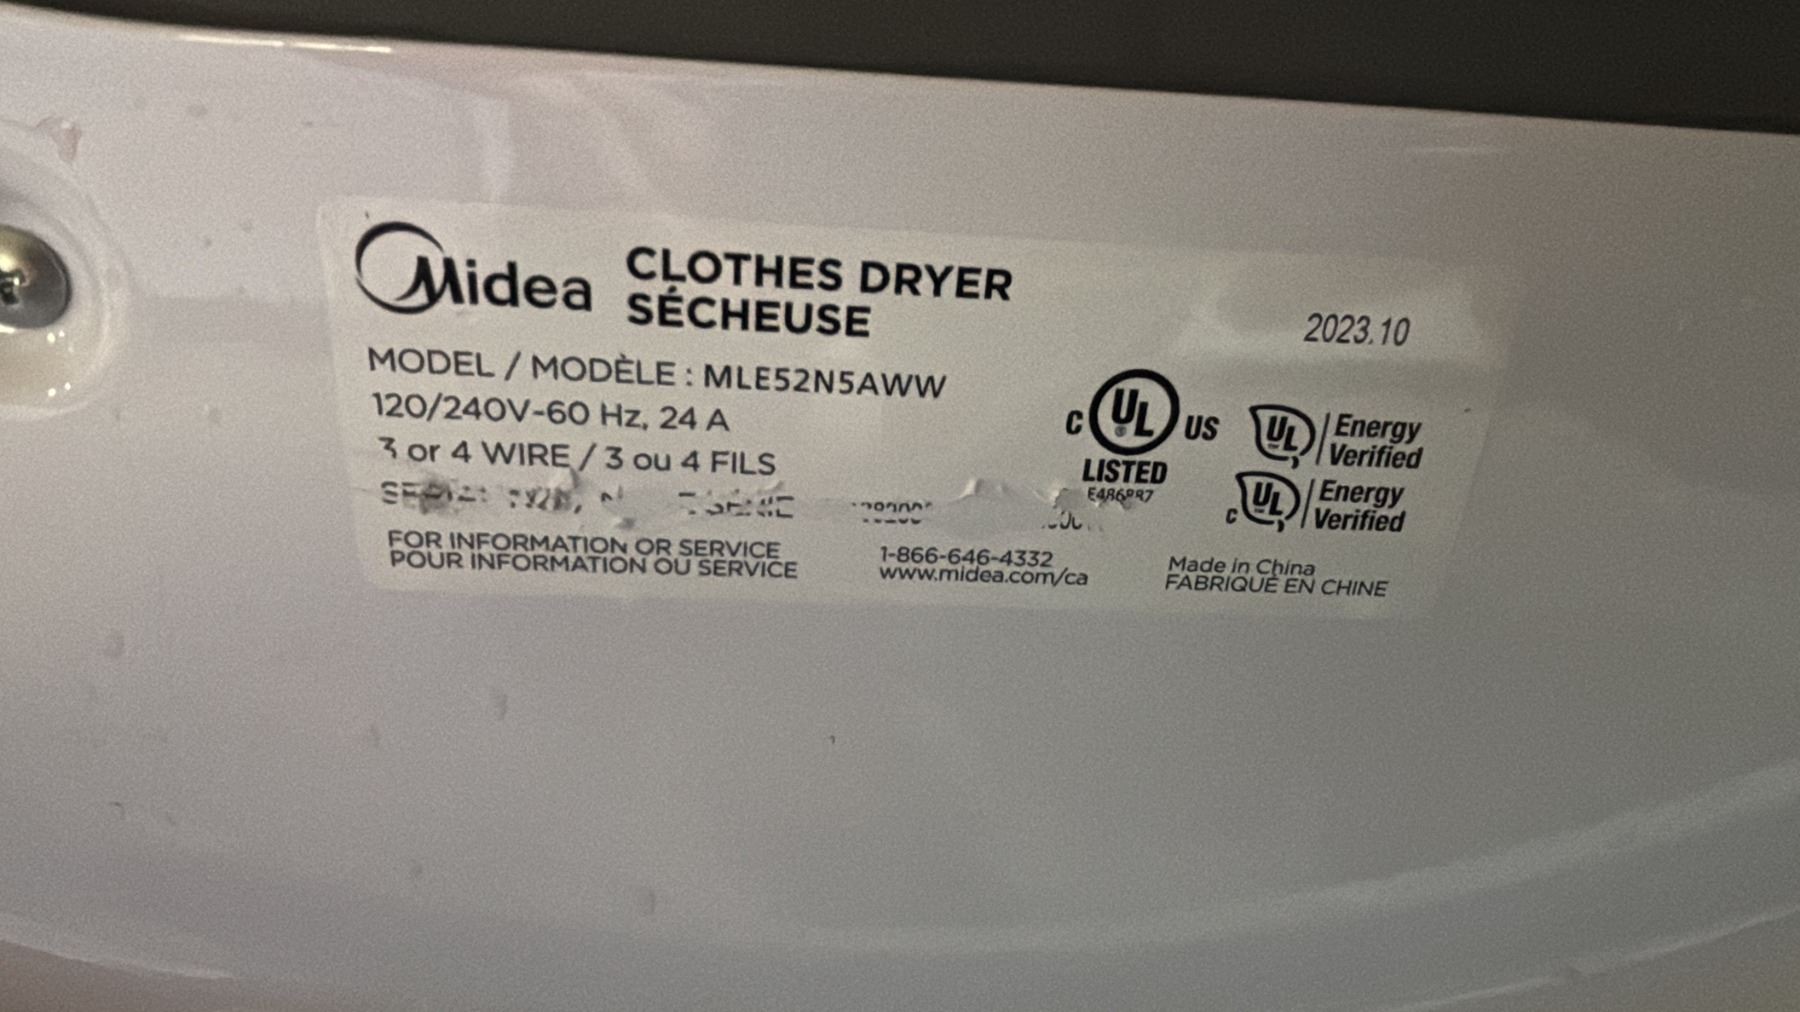 Midea
CLOTHES DRYER
SÉCHEUSE
2023.10
MODEL / MODÈLE : MLE52N5AWW
120/240V-60 Hz, 24 A
3 or 4 WIRE / 3 ou 4 FILS
C UL US
LISTED
UL Energy Verified
C UL Energy Verified
FOR INFORMATION OR SERVICE
POUR INFORMATION OU SERVICE
1-866-646-4332
www.midea.com/ca
Made in China
FABRIQUÉ EN CHINE